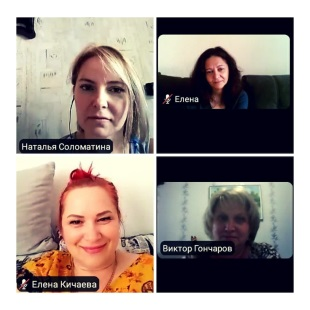 Наталья Соломатина
Елена
Елена Кичаева
Виктор Гончаров